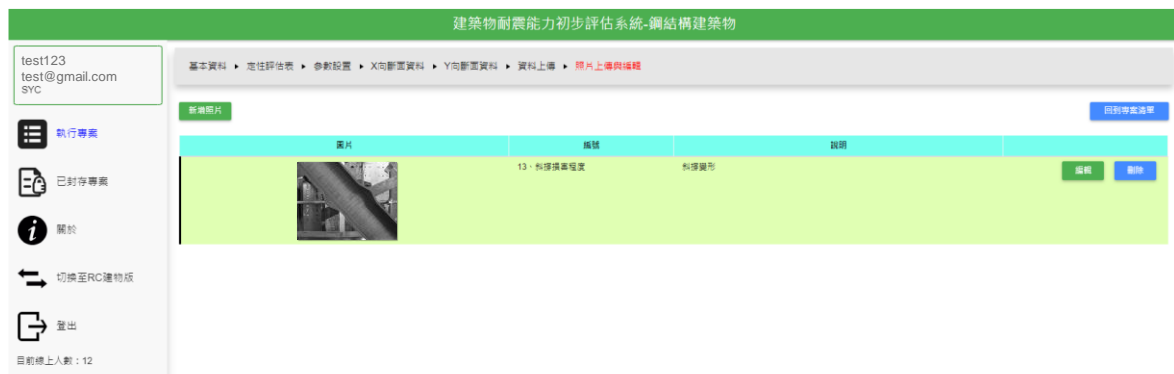 建築物耐震能力初步評估系統-鋼結構建築物
test123
test@gmail.com
SYC
基本資料 ▸ 定性評估表 ▸ 參數設置 ▸ X向斷面資料 ▸ Y向斷面資料 ▸ 資料上傳 ▸ 照片上傳與編輯
新增照片
回到專案清單
執行專案
圖片 編號 說明
13、斜撐損害程度 斜撐變形 編輯 刪除
已封存專案
關於
切換至RC建物版
登出
目前線上人數：12